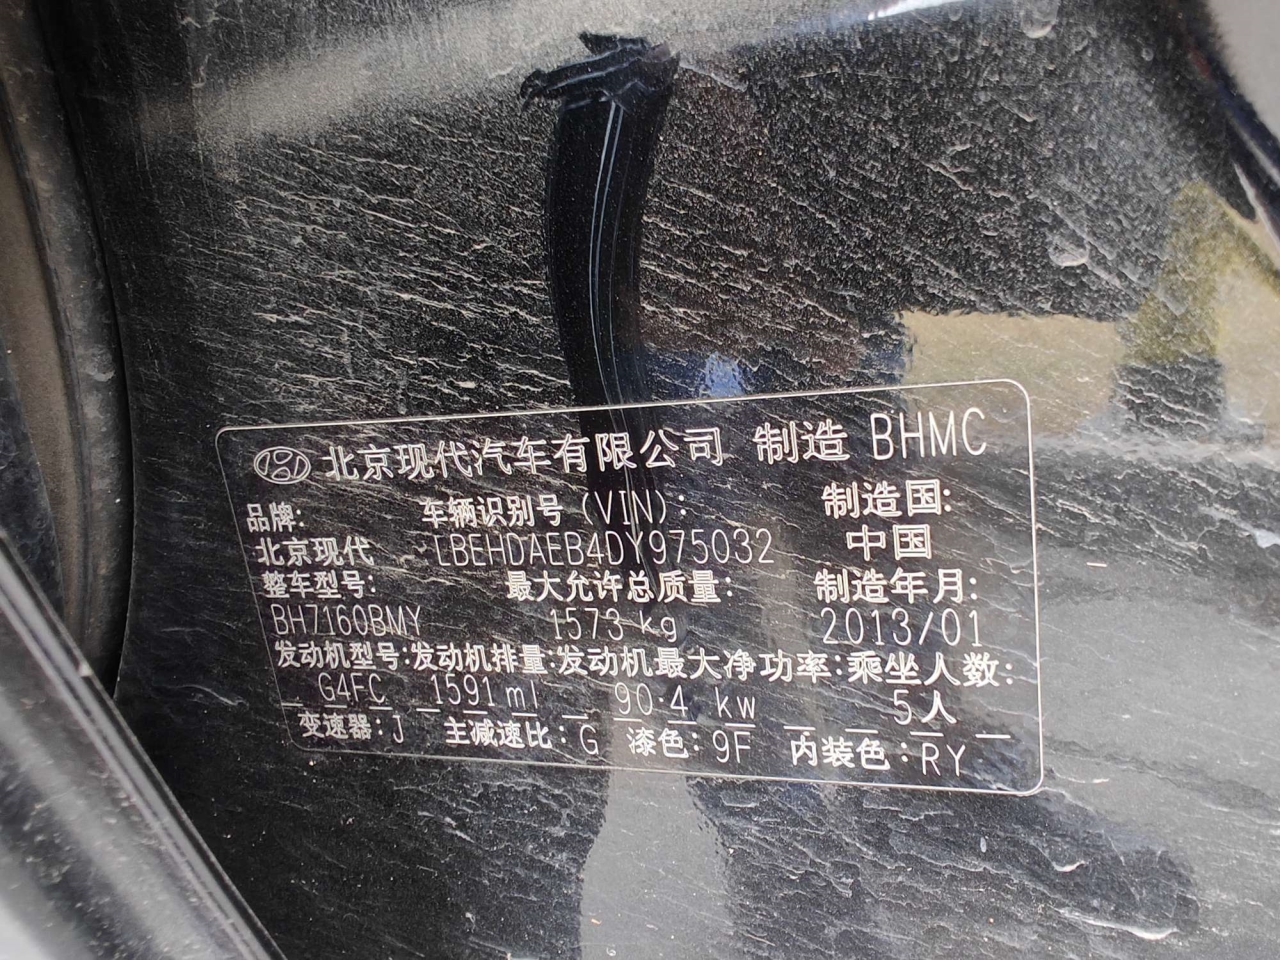 北京现代汽车有限公司 制造 BHMC
品牌: 车辆识别号(VIN): 制造国:
北京现代 LBEHDAEB4DY975032 中国
整车型号: 最大允许总质量: 制造年月:
BH7160BMY 1573 kg 2013/01
发动机型号:发动机排量:发动机最大净功率:乘坐人数:
G4FC 1591 ml 90.4 kw 5人
变速器:J 主减速比:G 漆色:9F 内装色:RY